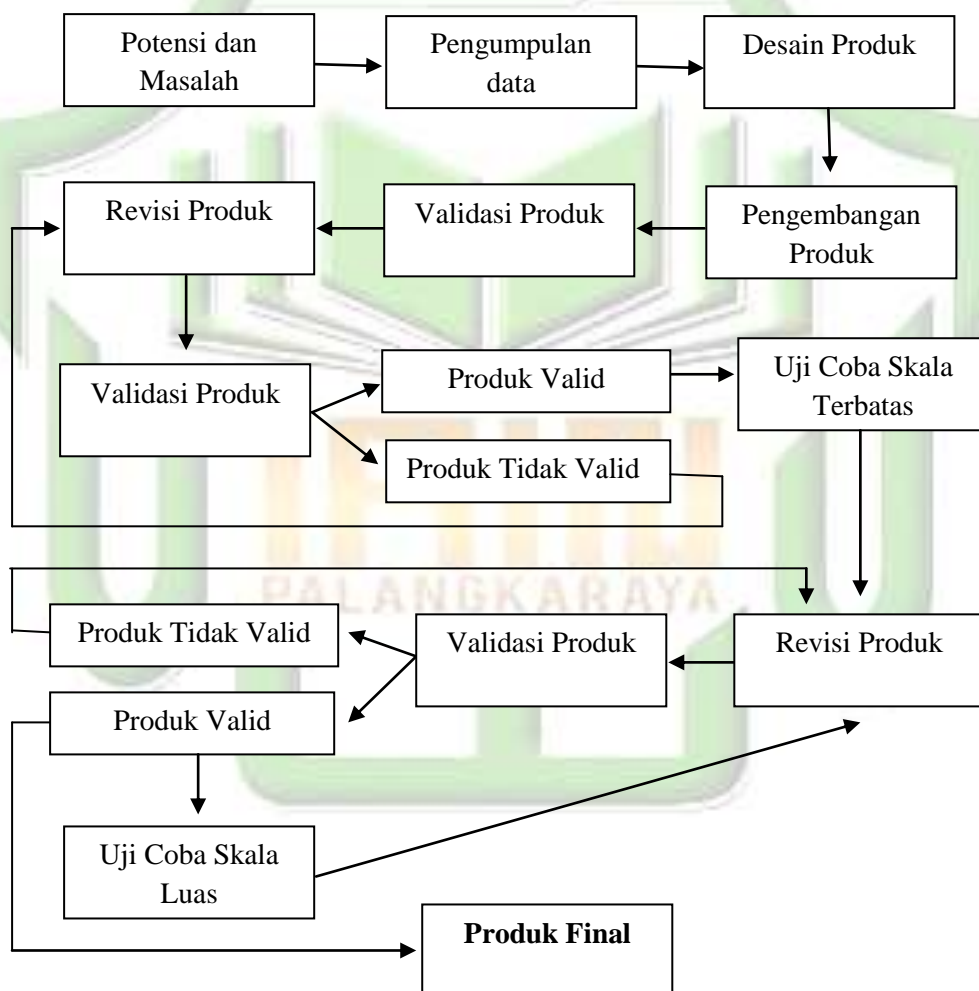 Potensi dan
Masalah
Pengumpulan
data
Desain Produk
Revisi Produk
Validasi Produk
Pengembangan
Produk
Validasi Produk
Produk Valid
Uji Coba Skala
Terbatas
Produk Tidak Valid
IAIN
PALANGKARAYA
Produk Tidak Valid
Validasi Produk
Revisi Produk
Produk Valid
Uji Coba Skala
Luas
Produk Final